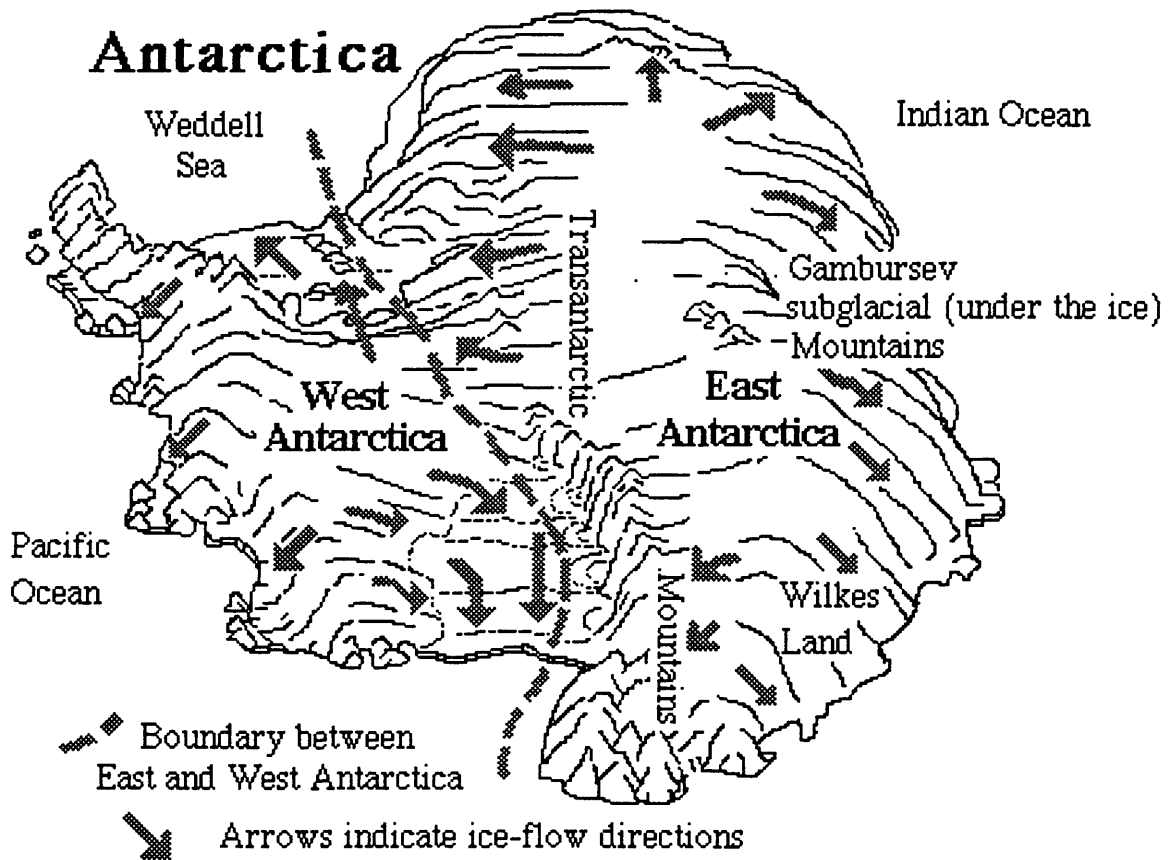 Antarctica
Weddell
Sea
Indian Ocean
Transantarctic
Gambursev
subglacial (under the ice)
Mountains
West
Antarctica
East
Antarctica
Pacific
Ocean
Mountains
Wilkes
Land
Boundary between
East and West Antarctica
Arrows indicate ice-flow directions